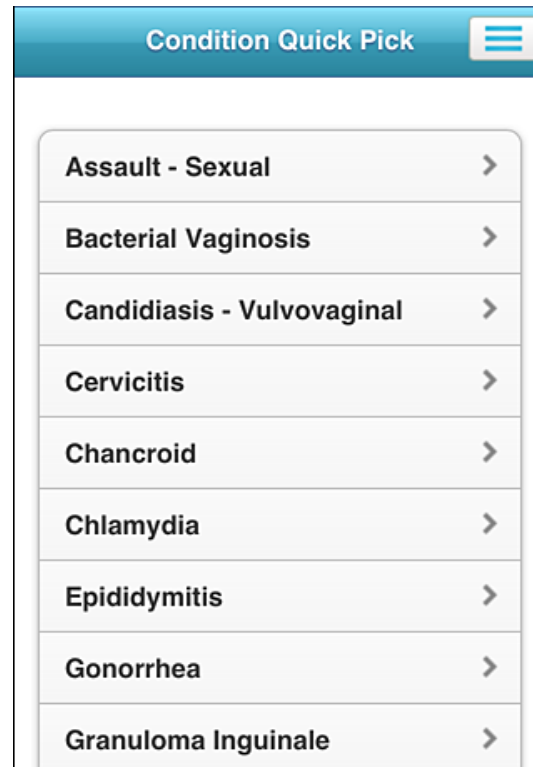 Condition Quick Pick
Assault - Sexual
Bacterial Vaginosis
Candidiasis - Vulvovaginal
Cervicitis
Chancroid
Chlamydia
Epididymitis
Gonorrhea
Granuloma Inguinale